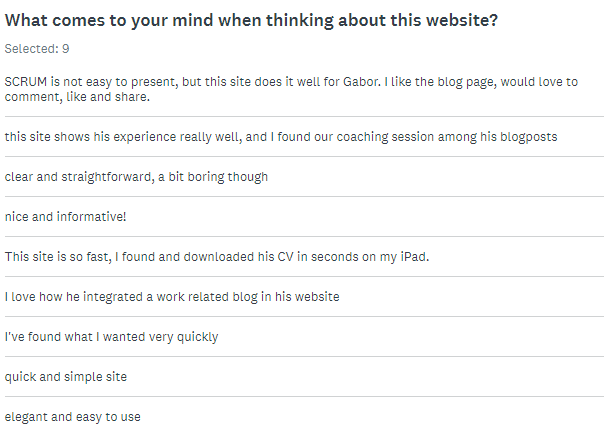 What comes to your mind when thinking about this website?
Selected: 9
SCRUM is not easy to present, but this site does it well for Gabor. I like the blog page, would love to
comment, like and share.
this site shows his experience really well, and I found our coaching session among his blogposts
clear and straightforward, a bit boring though
nice and informative!
This site is so fast, I found and downloaded his CV in seconds on my iPad.
I love how he integrated a work related blog in his website
I've found what I wanted very quickly
quick and simple site
elegant and easy to use